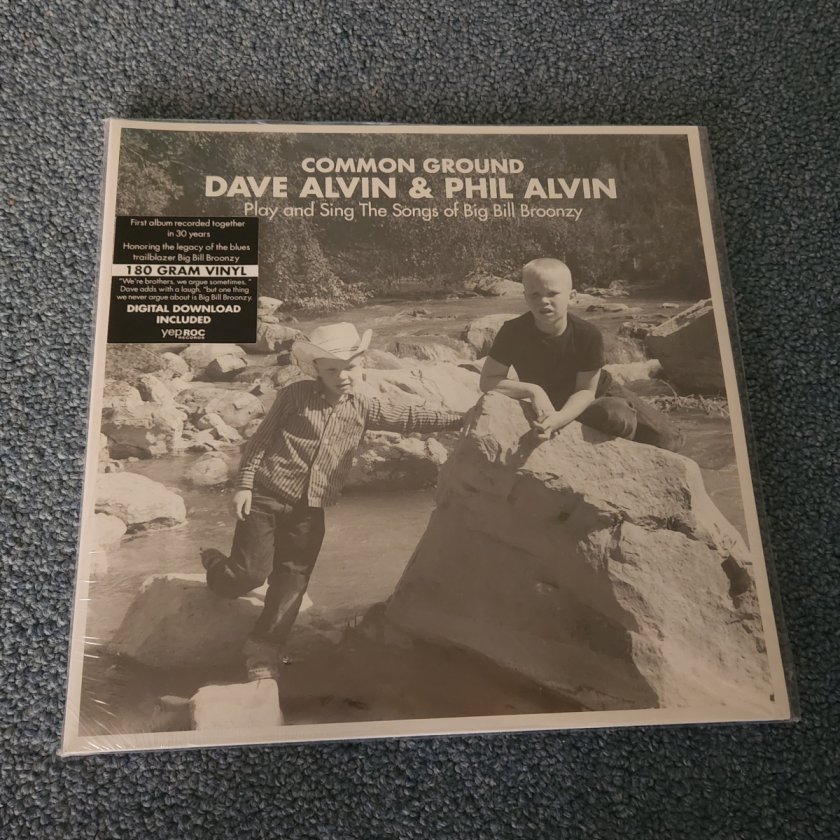 COMMON GROUND
DAVE ALVIN & PHIL ALVIN
Play and Sing The Songs of Big Bill Broonzy
First album recorded together
in 30 years
Honoring the legacy of the blues
trailblazer Big Bill Broonzy
180 GRAM VINYL
"We're brothers, we argue sometimes,"
Dave adds with a laugh, "but one thing
we never argue about is Big Bill Broonzy.
DIGITAL DOWNLOAD
INCLUDED
yep ROC
RECORDS